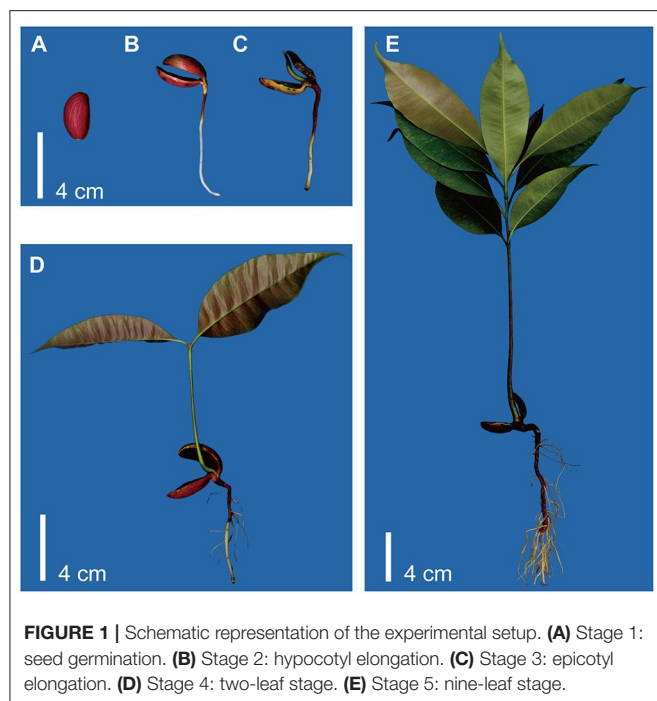 A
B
C
E
4 cm
D
4 cm
4 cm
FIGURE 1 | Schematic representation of the experimental setup. (A) Stage 1:
seed germination. (B) Stage 2: hypocotyl elongation. (C) Stage 3: epicotyl
elongation. (D) Stage 4: two-leaf stage. (E) Stage 5: nine-leaf stage.